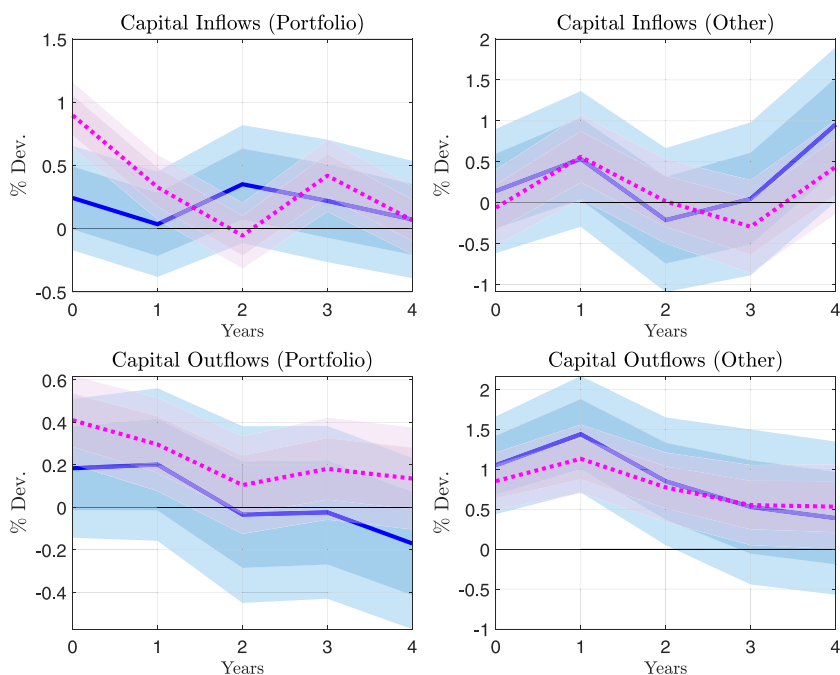 Capital Inflows (Portfolio)
% Dev.
1.5
1
0.5
0
-0.5
0 1 2 3 4
Years
Capital Inflows (Other)
% Dev.
2
1.5
1
0.5
0
-0.5
-1
0 1 2 3 4
Years
Capital Outflows (Portfolio)
% Dev.
0.6
0.4
0.2
0
-0.2
-0.4
0 1 2 3 4
Years
Capital Outflows (Other)
% Dev.
2
1.5
1
0.5
0
-0.5
-1
0 1 2 3 4
Years